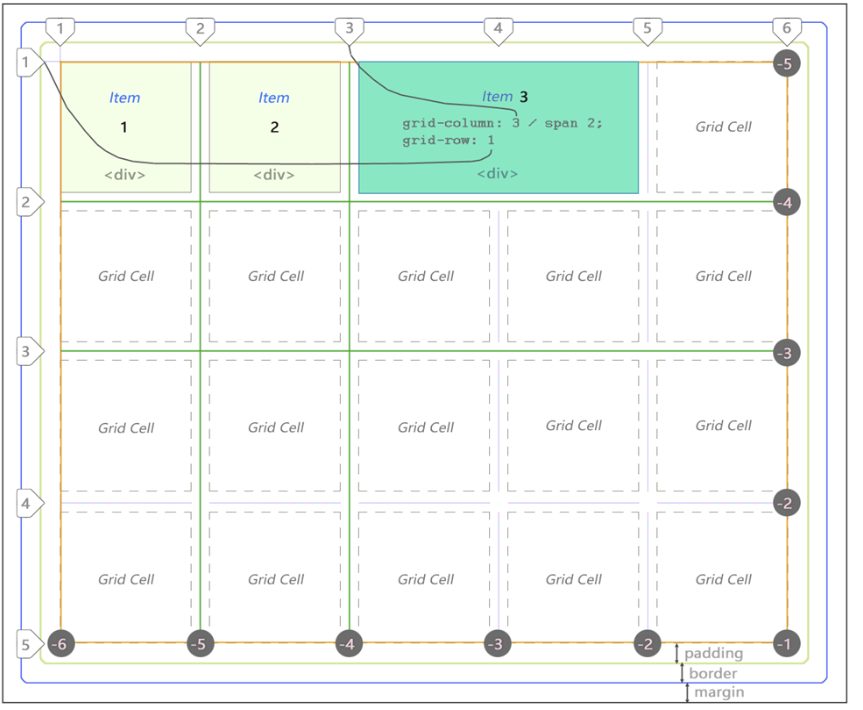 1 2 3 4 5 6
1 -5
Item Item Item 3
1 2 grid-column: 3 / span 2; Grid Cell
grid-row: 1
<div> <div> <div>
2 -4
Grid Cell Grid Cell Grid Cell Grid Cell Grid Cell
3 -3
Grid Cell Grid Cell Grid Cell Grid Cell Grid Cell
4 -2
Grid Cell Grid Cell Grid Cell Grid Cell Grid Cell
5 -6 -5 -4 -3 -2 -1
padding
border
margin